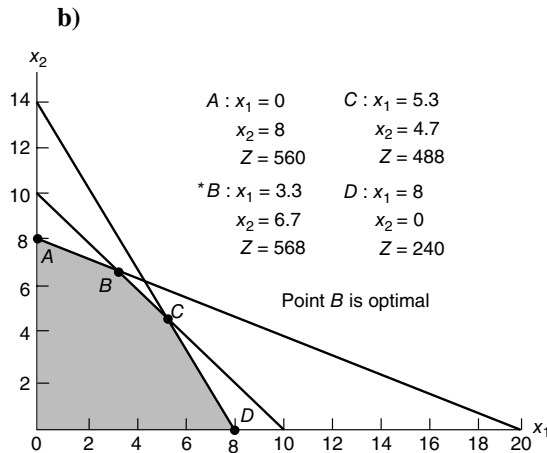 b)
x2
14
12
10
8
6
4
2
0 2 4 6 8 10 12 14 16 18 20
x1
A
B
C
D
A : x1 = 0
x2 = 8
Z = 560
*B : x1 = 3.3
x2 = 6.7
Z = 568
C : x1 = 5.3
x2 = 4.7
Z = 488
D : x1 = 8
x2 = 0
Z = 240
Point B is optimal